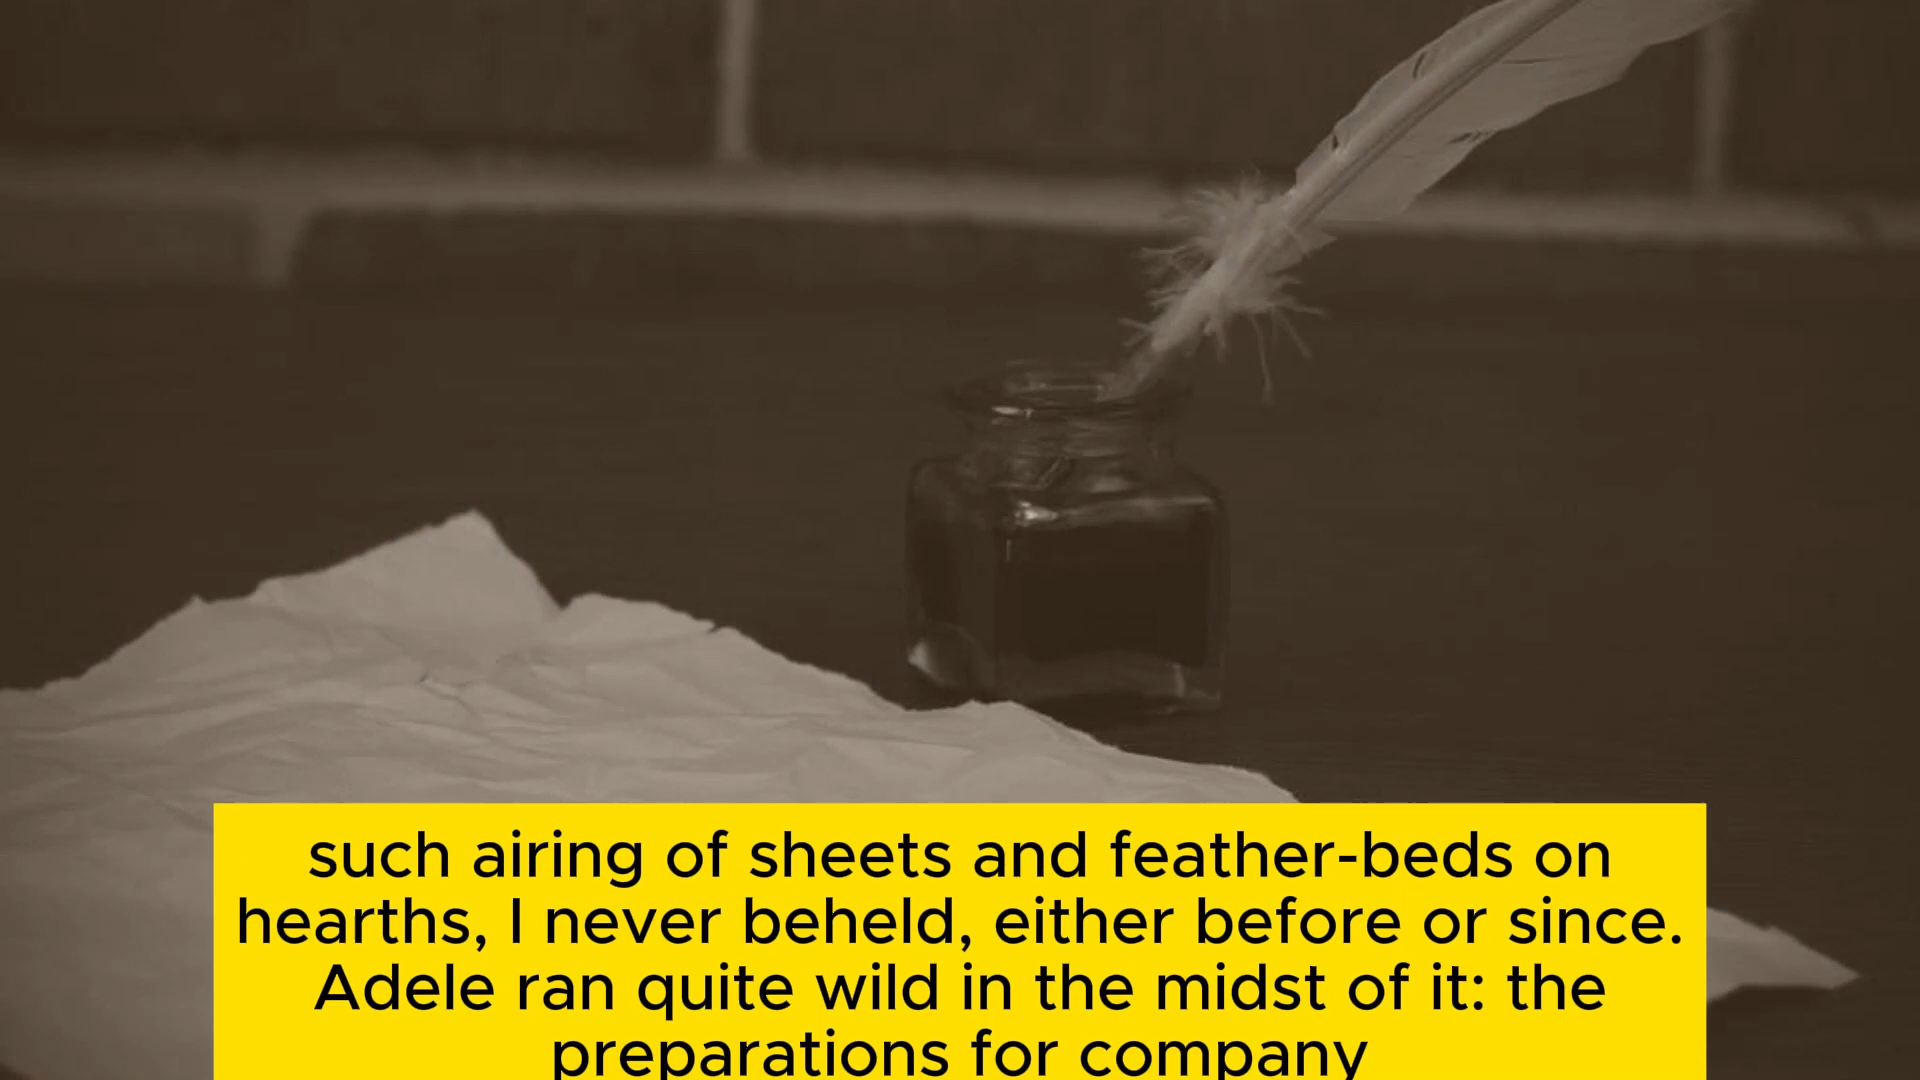 such airing of sheets and feather-beds on
hearths, I never beheld, either before or since.
Adele ran quite wild in the midst of it: the
preparations for company